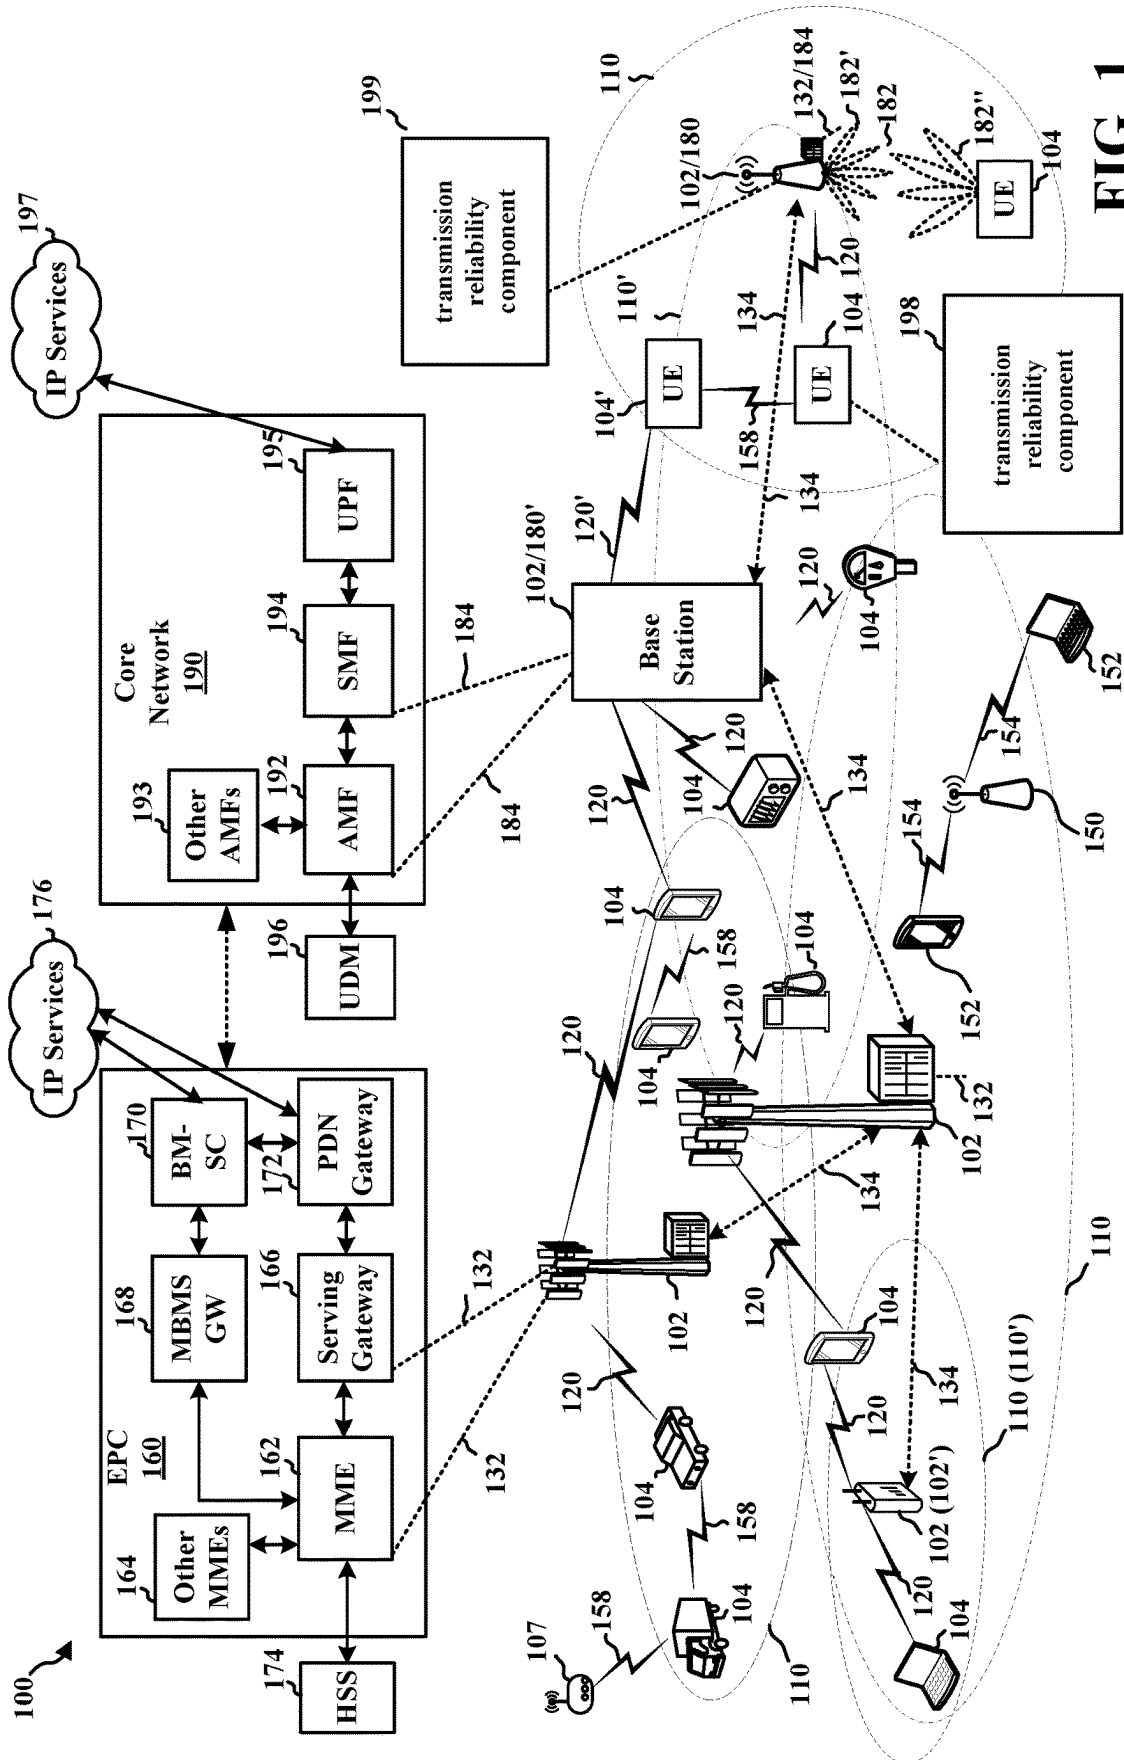 100
EPC
160
164
Other
MMEs
162
MME
174
HSS
168
MBMS
GW
166
Serving
Gateway
170
BM-
SC
172
PDN
Gateway
IP Services
176
132
132
Core
Network
190
193
Other
AMFs
192
AMF
196
UDM
194
SMF
195
UPF
IP Services
197
184
184
199
transmission
reliability
component
107
158
104
158
104
120
102
120
104
158
104
120
104
120
102/180'
Base
Station
120'
104'
UE
110'
110
102/180
132/184
182'
182
182''
UE
104
120
134
134
158
UE
104
198
transmission
reliability
component
120
104
120
104
134
110
134
120
102
132
120
104
120
102 (102')
134
120
104
110 (110')
110
152
154
150
154
152
FIG. 1